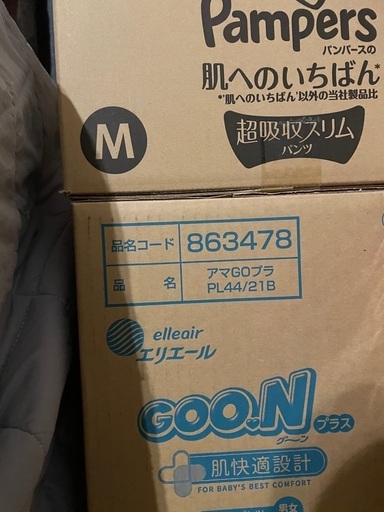 Pampers
パンパースの
肌へのいちばん*
*'肌へのいちばん'以外の当社製品比
M
超吸収スリム
パンツ
品名コード 863478
品 名 アマGOプラ
PL44/21B
elleair
エリエール
GOO.N プラス
グ〜ン
肌快適設計
FOR BABY'S BEST COMFORT
男女